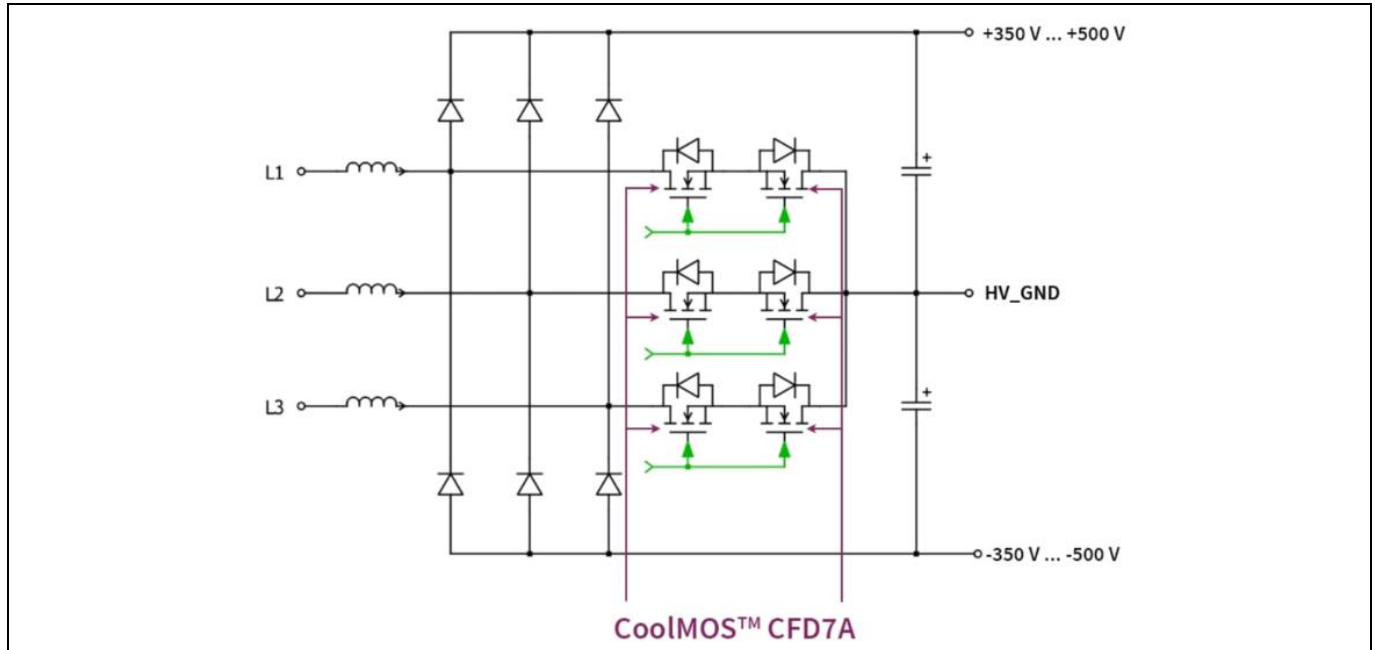 +350 V ... +500 V
L1
+
L2
HV_GND
L3
+
-350 V ... -500 V
CoolMOS™ CFD7A